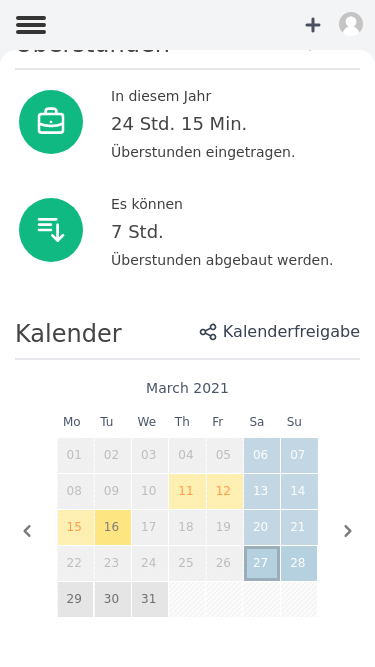 Überstunden
In diesem Jahr
24 Std. 15 Min.
Überstunden eingetragen.
Es können
7 Std.
Überstunden abgebaut werden.
Kalender
Kalenderfreigabe
March 2021
Mo Tu We Th Fr Sa Su
01 02 03 04 05 06 07
08 09 10 11 12 13 14
15 16 17 18 19 20 21
22 23 24 25 26 27 28
29 30 31